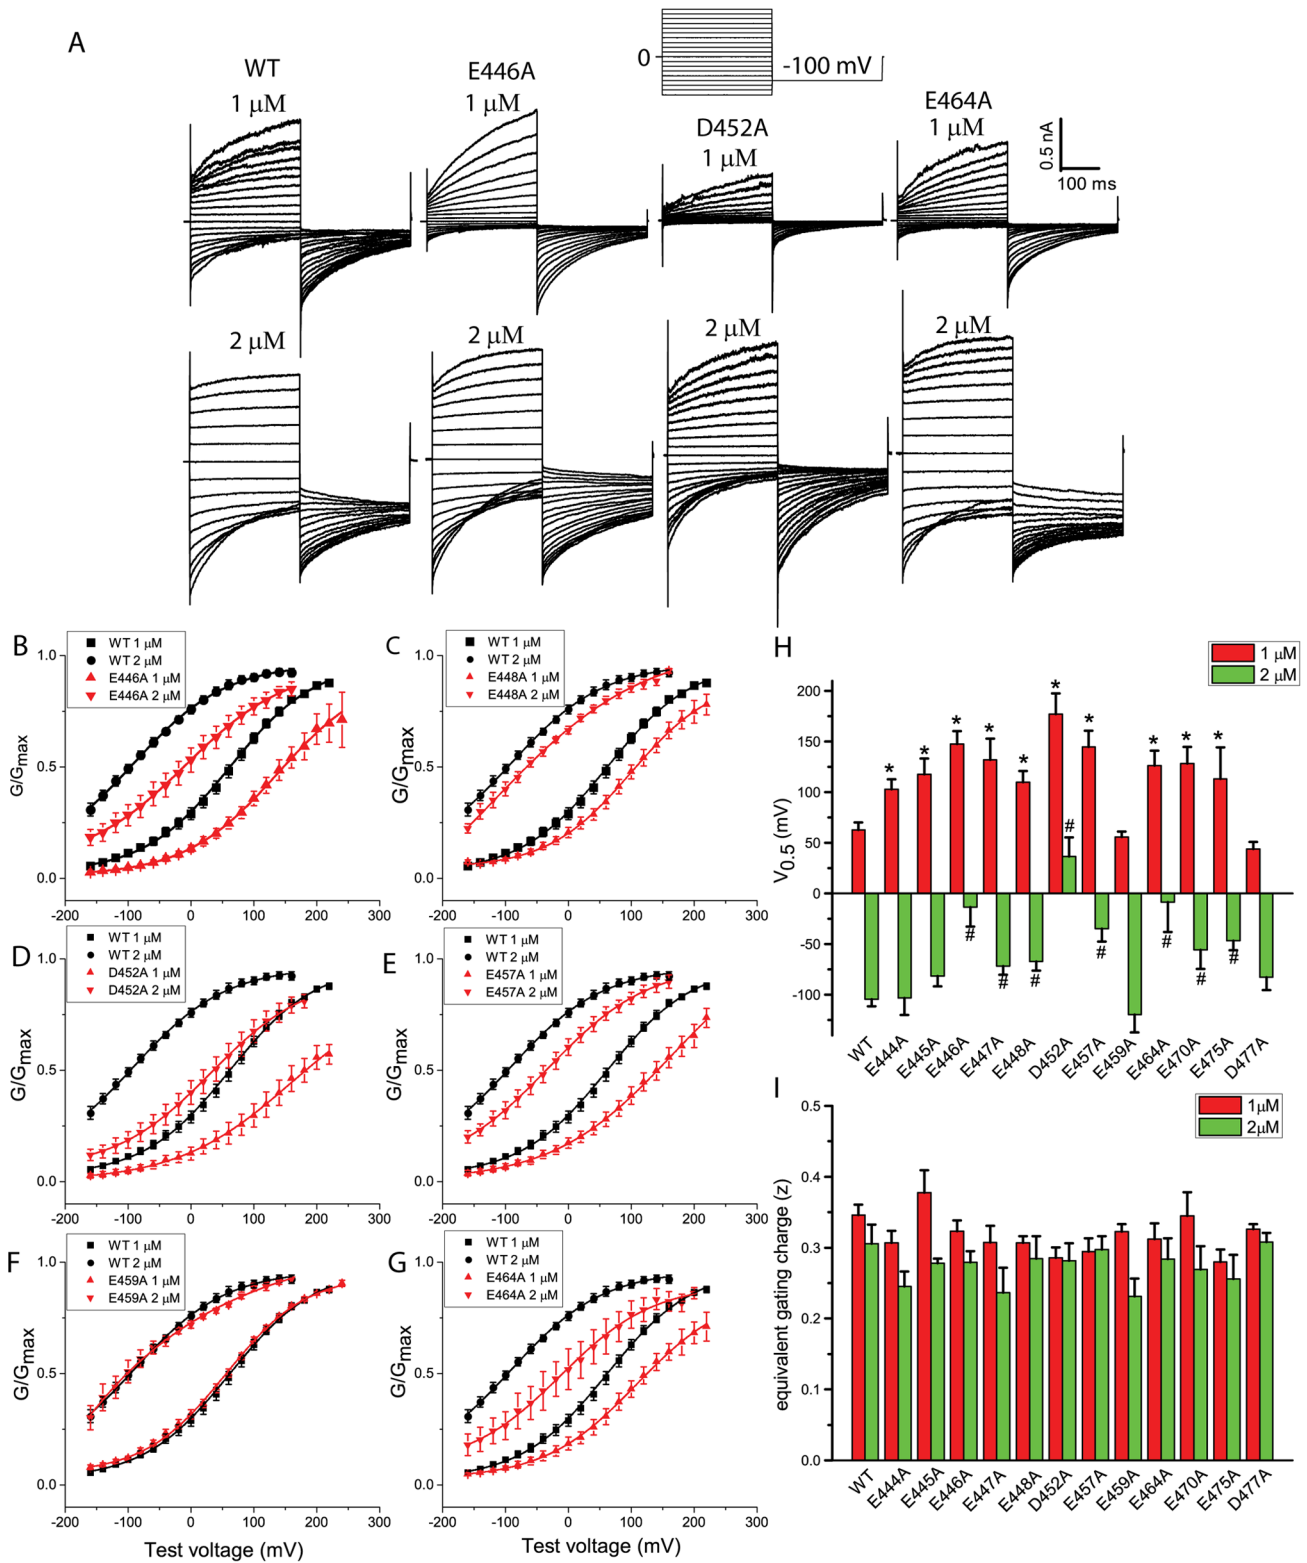 A
WT
1 μM
E446A
1 μM
0
-100 mV
D452A
1 μM
E464A
1 μM
0.5 nA
100 ms
2 μM
2 μM
2 μM
2 μM
B
WT 1 μM
WT 2 μM
E446A 1 μM
E446A 2 μM
1.0
0.5
0.0
G/Gmax
-200 -100 0 100 200 300
C
WT 1 μM
WT 2 μM
E448A 1 μM
E448A 2 μM
1.0
0.5
0.0
G/Gmax
-200 -100 0 100 200 300
D
WT 1 μM
WT 2 μM
D452A 1 μM
D452A 2 μM
1.0
0.5
0.0
G/Gmax
-200 -100 0 100 200 300
E
WT 1 μM
WT 2 μM
E457A 1 μM
E457A 2 μM
1.0
0.5
0.0
G/Gmax
-200 -100 0 100 200 300
F
WT 1 μM
WT 2 μM
E459A 1 μM
E459A 2 μM
1.0
0.5
0.0
G/Gmax
-200 -100 0 100 200 300
Test voltage (mV)
G
WT 1 μM
WT 2 μM
E464A 1 μM
E464A 2 μM
1.0
0.5
0.0
G/Gmax
-200 -100 0 100 200 300
Test voltage (mV)
H
1 μM
2 μM
200
150
100
50
0
-50
-100
V0.5 (mV)
* * * * * * * * * *
# # # # # # # #
WT E444A E445A E446A E447A E448A D452A E457A E459A E464A E470A E475A D477A
I
1μM
2μM
0.5
0.4
0.3
0.2
0.1
0.0
equivalent gating charge (z)
WT E444A E445A E446A E447A E448A D452A E457A E459A E464A E470A E475A D477A